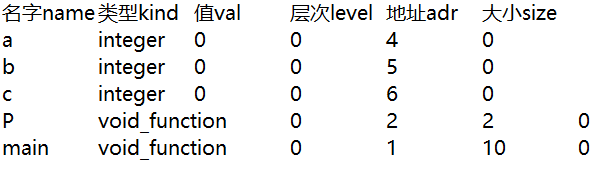 名字name类型kind 值val 层次level 地址adr 大小size
a integer 0 0 4 0
b integer 0 0 5 0
c integer 0 0 6 0
P void_function 0 2 2 0
main void_function 0 1 10 0